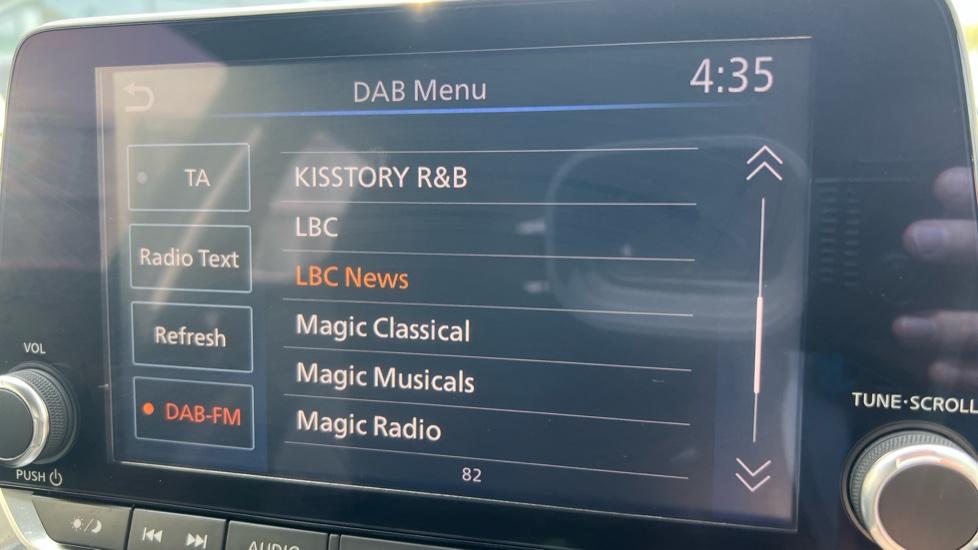 DAB Menu
4:35
TA
Radio Text
Refresh
DAB-FM
KISSTORY R&B
LBC
LBC News
Magic Classical
Magic Musicals
Magic Radio
82
VOL
PUSH
TUNE·SCROLL
AUDIO